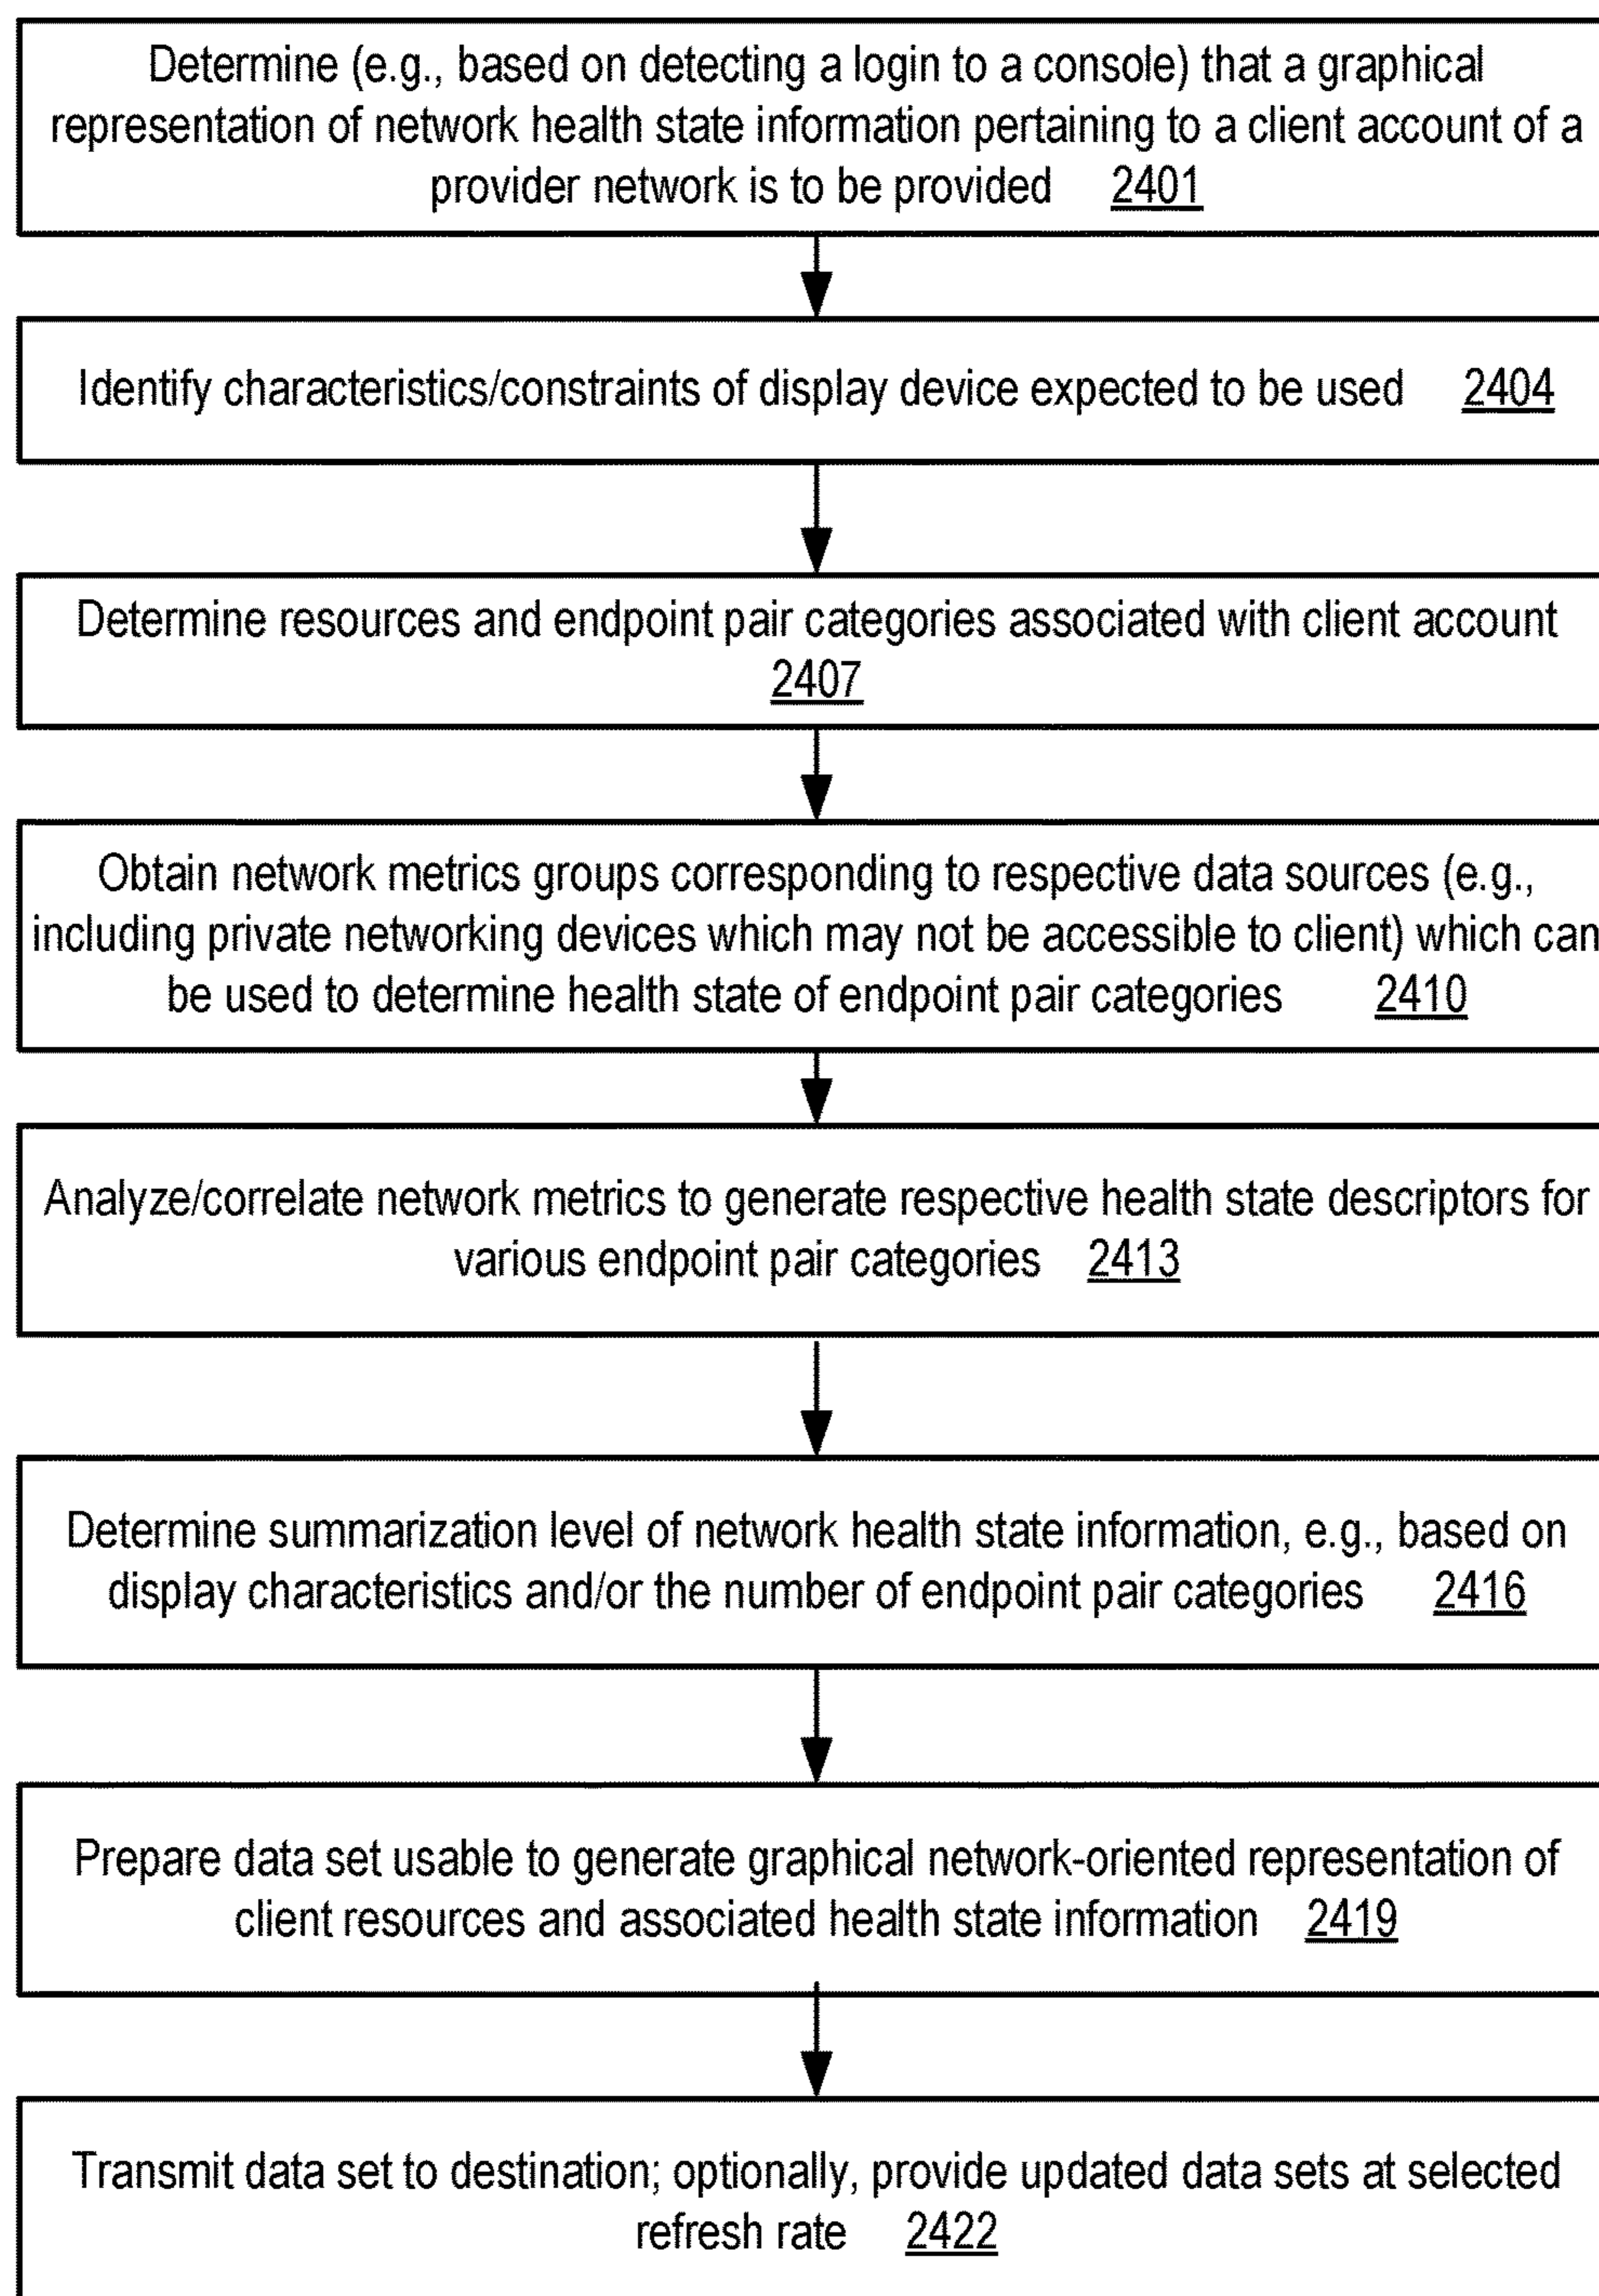 Determine (e.g., based on detecting a login to a console) that a graphical
representation of network health state information pertaining to a client account of a
provider network is to be provided 2401
Identify characteristics/constraints of display device expected to be used 2404
Determine resources and endpoint pair categories associated with client account
2407
Obtain network metrics groups corresponding to respective data sources (e.g.,
including private networking devices which may not be accessible to client) which can
be used to determine health state of endpoint pair categories 2410
Analyze/correlate network metrics to generate respective health state descriptors for
various endpoint pair categories 2413
Determine summarization level of network health state information, e.g., based on
display characteristics and/or the number of endpoint pair categories 2416
Prepare data set usable to generate graphical network-oriented representation of
client resources and associated health state information 2419
Transmit data set to destination; optionally, provide updated data sets at selected
refresh rate 2422